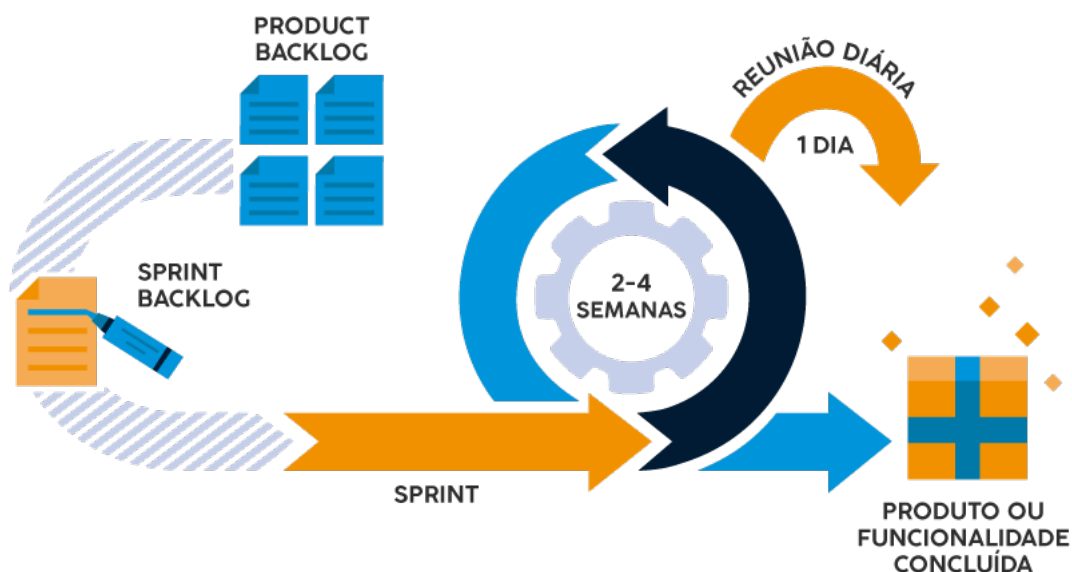 PRODUCT
BACKLOG
SPRINT
BACKLOG
SPRINT
2-4
SEMANAS
REUNIÃO DIÁRIA
1 DIA
PRODUTO OU
FUNCIONALIDADE
CONCLUÍDA